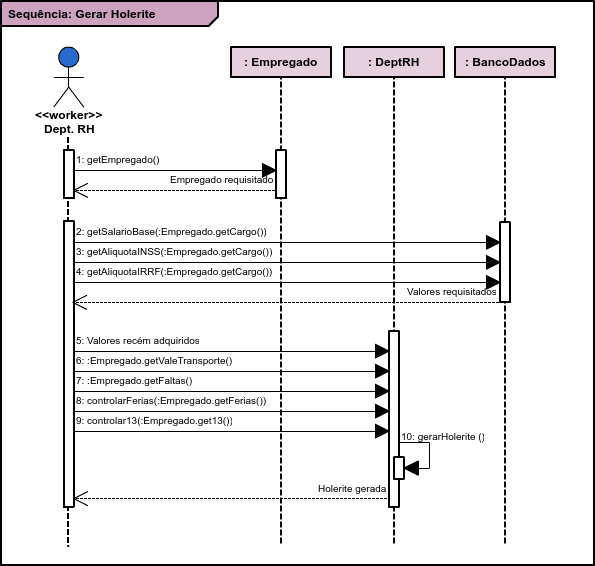 Sequência: Gerar Holerite
: Empregado
: DeptRH
: BancoDados
<<worker>>
Dept. RH
1: getEmpregado()
Empregado requisitado
2: getSalarioBase(:Empregado.getCargo())
3: getAliquotaINSS(:Empregado.getCargo())
4: getAliquotaIRRF(:Empregado.getCargo())
Valores requisitados
5: Valores recém adquiridos
6: :Empregado.getValeTransporte()
7: :Empregado.getFaltas()
8: controlarFerias(:Empregado.getFerias())
9: controlar13(:Empregado.get13())
10: gerarHolerite ()
Holerite gerada